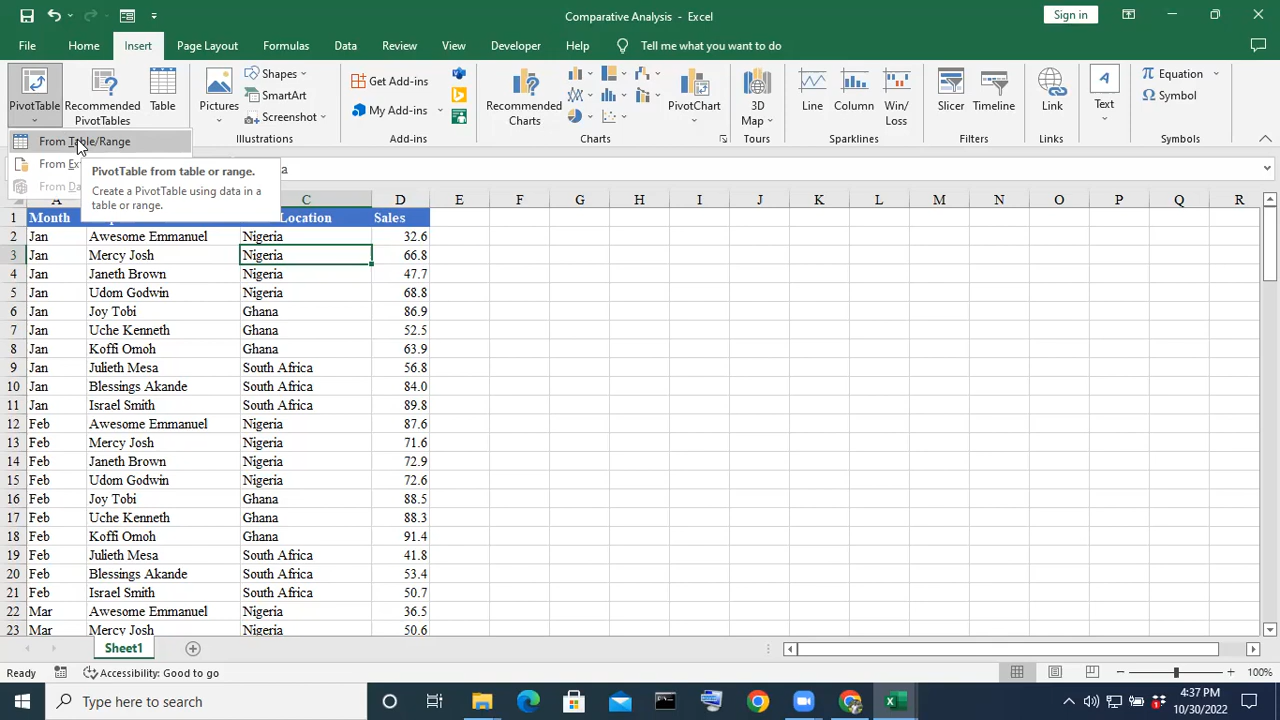 Comparative Analysis - Excel
Sign in
File Home Insert Page Layout Formulas Data Review View Developer Help Tell me what you want to do
PivotTable
Recommended PivotTables
Table
Pictures
Shapes
SmartArt
Screenshot
Illustrations
Get Add-ins
My Add-ins
Add-ins
Recommended Charts
PivotChart
Charts
3D Map
Tours
Line
Column
Win/Loss
Sparklines
Slicer
Timeline
Filters
Link
Links
Text
Equation
Symbol
Symbols
From Table/Range
From Ex
From Da
PivotTable from table or range.
Create a PivotTable using data in a
table or range.
A C D E F G H I J K L M N O P Q R
1 Month Location Sales
2 Jan Awesome Emmanuel Nigeria 32.6
3 Jan Mercy Josh Nigeria 66.8
4 Jan Janeth Brown Nigeria 47.7
5 Jan Udom Godwin Nigeria 68.8
6 Jan Joy Tobi Ghana 86.9
7 Jan Uche Kenneth Ghana 52.5
8 Jan Koffi Omoh Ghana 63.9
9 Jan Julieth Mesa South Africa 56.8
10 Jan Blessings Akande South Africa 84.0
11 Jan Israel Smith South Africa 89.8
12 Feb Awesome Emmanuel Nigeria 87.6
13 Feb Mercy Josh Nigeria 71.6
14 Feb Janeth Brown Nigeria 72.9
15 Feb Udom Godwin Nigeria 72.6
16 Feb Joy Tobi Ghana 88.5
17 Feb Uche Kenneth Ghana 88.3
18 Feb Koffi Omoh Ghana 91.4
19 Feb Julieth Mesa South Africa 41.8
20 Feb Blessings Akande South Africa 53.4
21 Feb Israel Smith South Africa 50.7
22 Mar Awesome Emmanuel Nigeria 36.5
23 Mar Mercy Josh Nigeria 50.6
Sheet1
Ready Accessibility: Good to go 100%
Type here to search
4:37 PM
10/30/2022